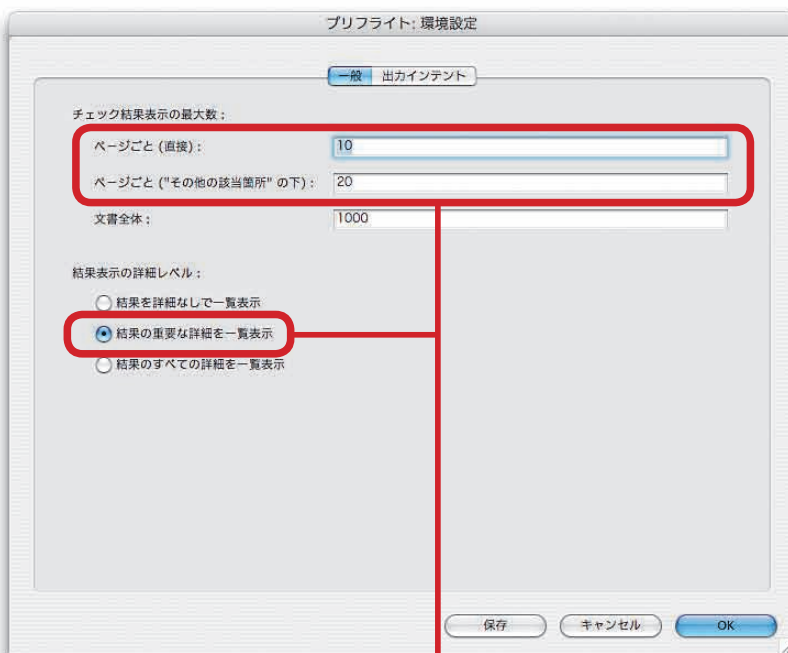 プリフライト: 環境設定
一般 出力インテント
チェック結果表示の最大数：
ページごと (直接)： 10
ページごと ("その他の該当箇所" の下)： 20
文書全体： 1000
結果表示の詳細レベル：
結果を詳細なしで一覧表示
結果の重要な詳細を一覧表示
結果のすべての詳細を一覧表示
保存 キャンセル OK